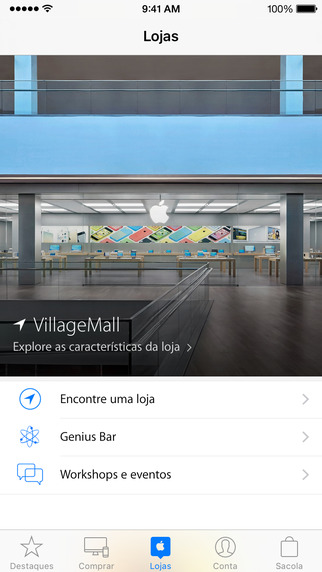 9:41 AM 100%
Lojas
VillageMall
Explore as características da loja
Encontre uma loja
Genius Bar
Workshops e eventos
Destaques Comprar Lojas Conta Sacola